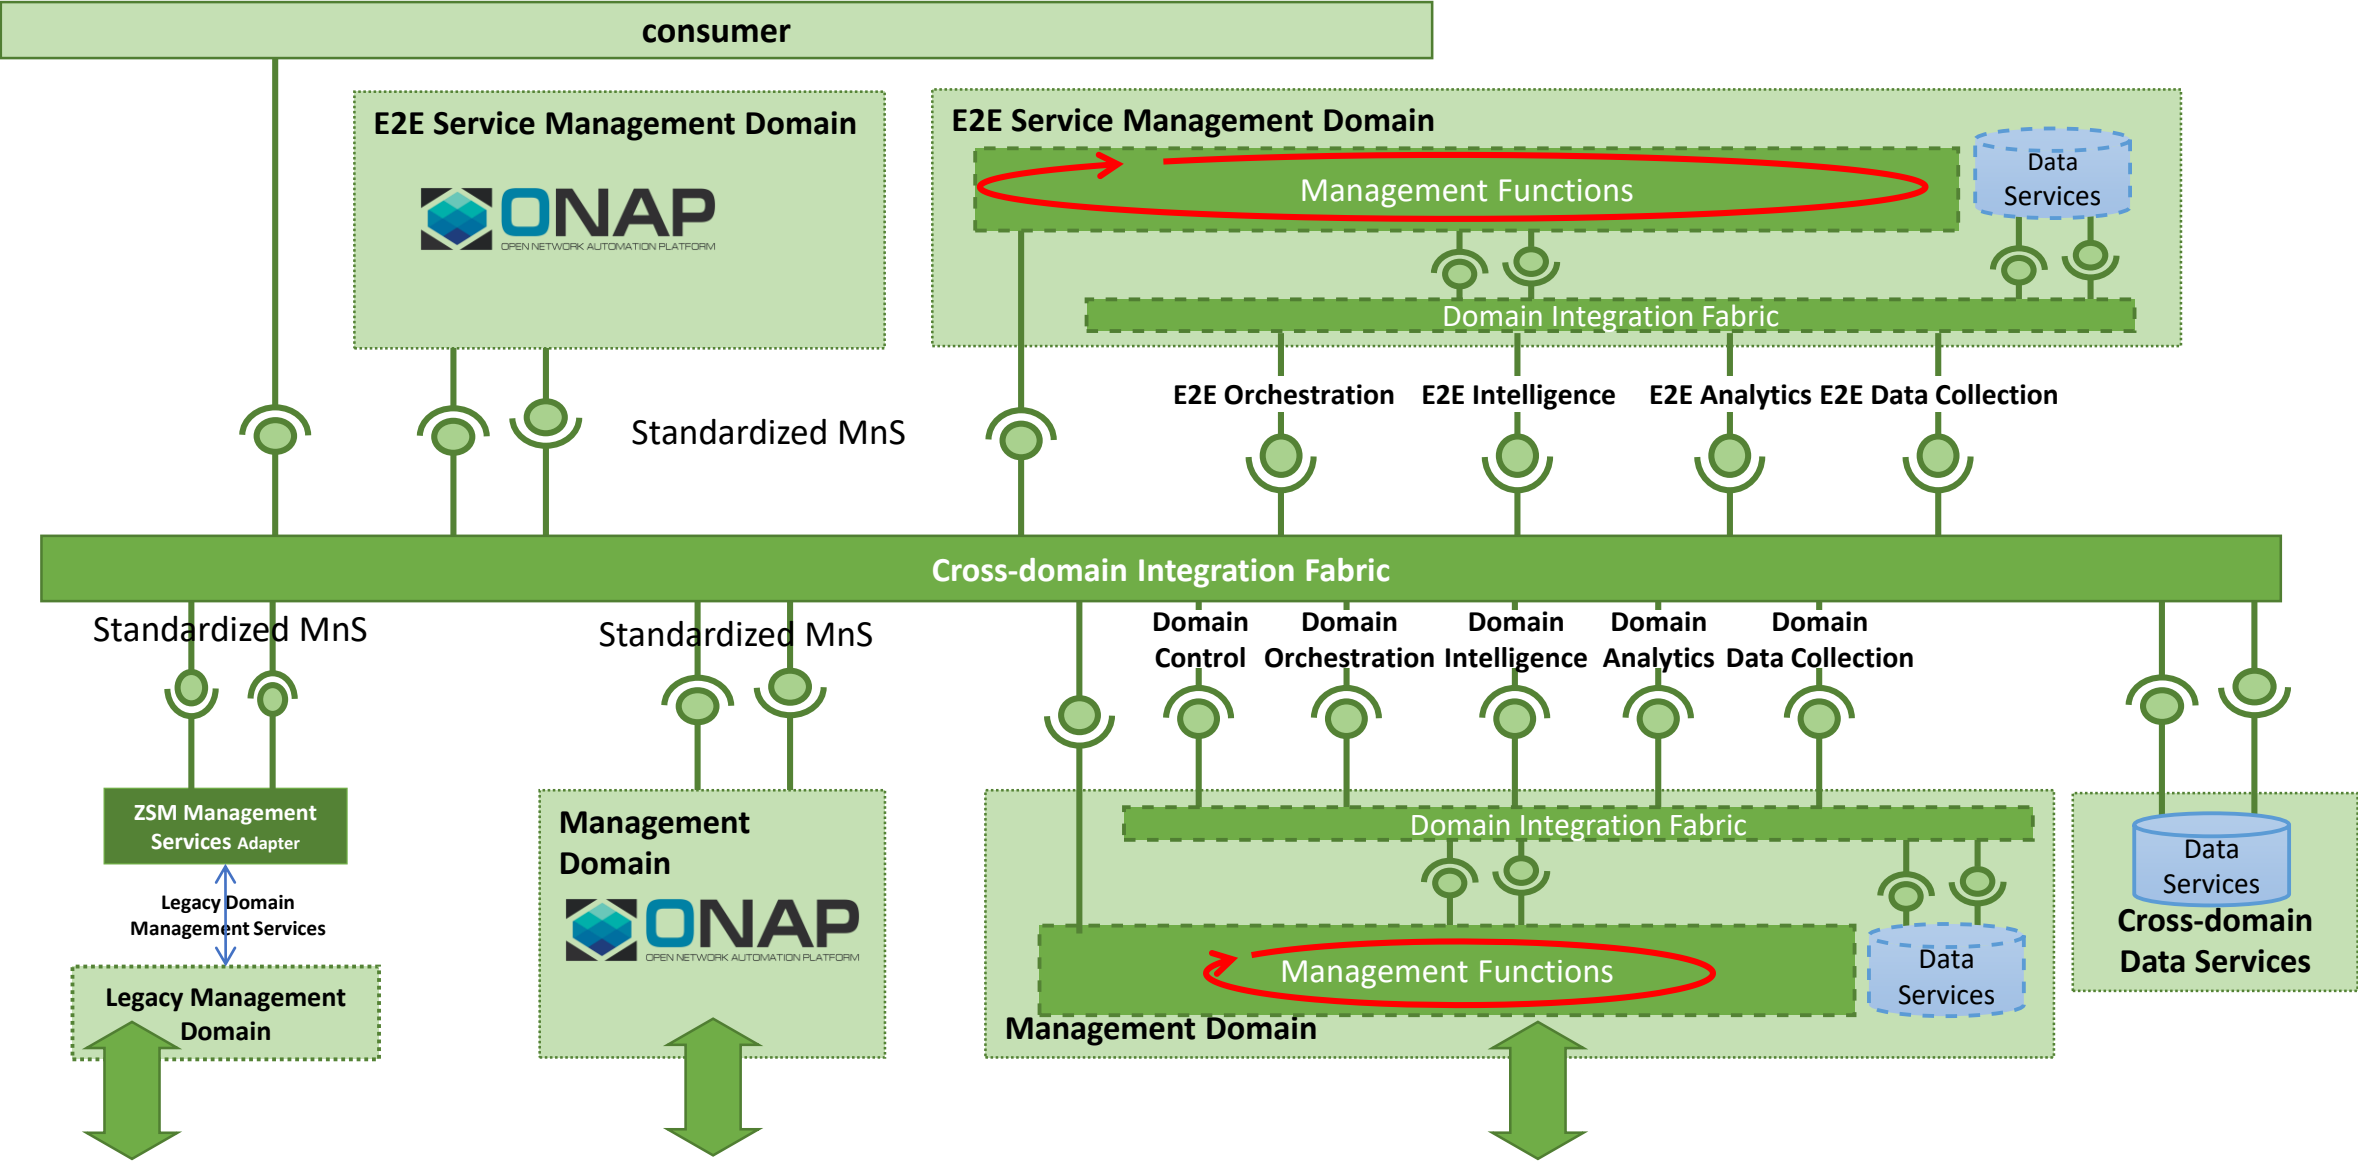 consumer
E2E Service Management Domain
ONAP
OPEN NETWORK AUTOMATION PLATFORM
E2E Service Management Domain
Management Functions
Data
Services
Domain Integration Fabric
E2E Orchestration
E2E Intelligence
E2E Analytics
E2E Data Collection
Standardized MnS
Cross-domain Integration Fabric
Standardized MnS
Standardized MnS
Domain
Control
Domain
Orchestration
Domain
Intelligence
Domain
Analytics
Domain
Data Collection
ZSM Management
Services Adapter
Legacy Domain
Management Services
Legacy Management
Domain
Management
Domain
ONAP
OPEN NETWORK AUTOMATION PLATFORM
Domain Integration Fabric
Management Functions
Data
Services
Management Domain
Data
Services
Cross-domain
Data Services